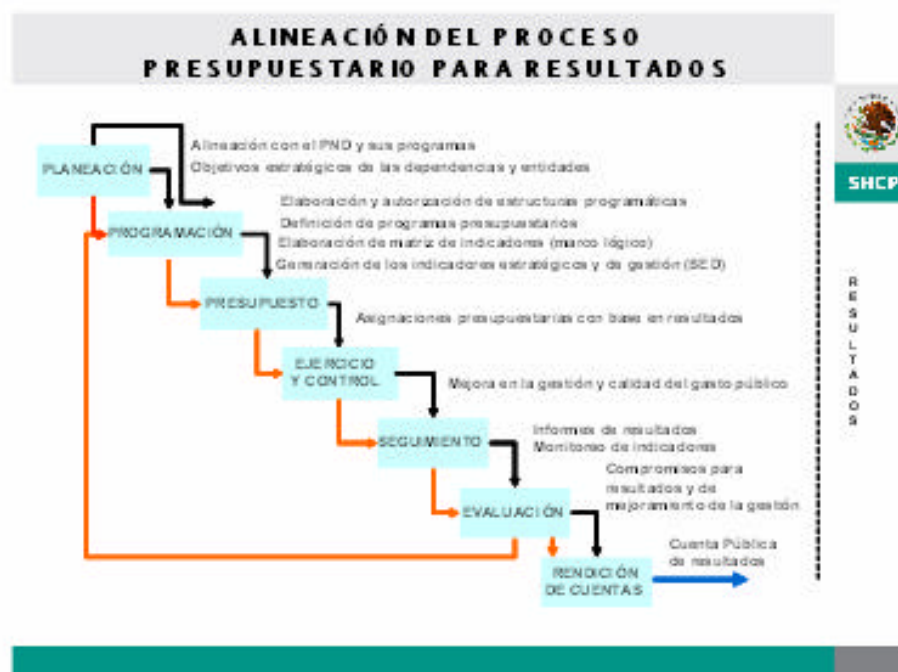 ALINEACIÓN DEL PROCESO
PRESUPUESTARIO PARA RESULTADOS
SHCP
PLANEACIÓN
Alineación con el PND y sus programas
Objetivos estratégicos de las dependencias y entidades
PROGRAMACIÓN
Elaboración y autorización de estructuras programáticas
Definición de programas presupuestarios
Elaboración de matriz de indicadores (marco lógico)
Generación de los indicadores estratégicos y de gestión (SED)
PRESUPUESTO
Asignaciones presupuestarias con base en resultados
EJERCICIO
Y CONTROL
Mejora en la gestión y calidad del gasto público
SEGUIMIENTO
Informes de resultados
Monitoreo de indicadores
EVALUACIÓN
Compromisos para
resultados y de
mejoramiento de la gestión
RENDICIÓN
DE CUENTAS
Cuenta Pública
de resultados
RESULTADOS